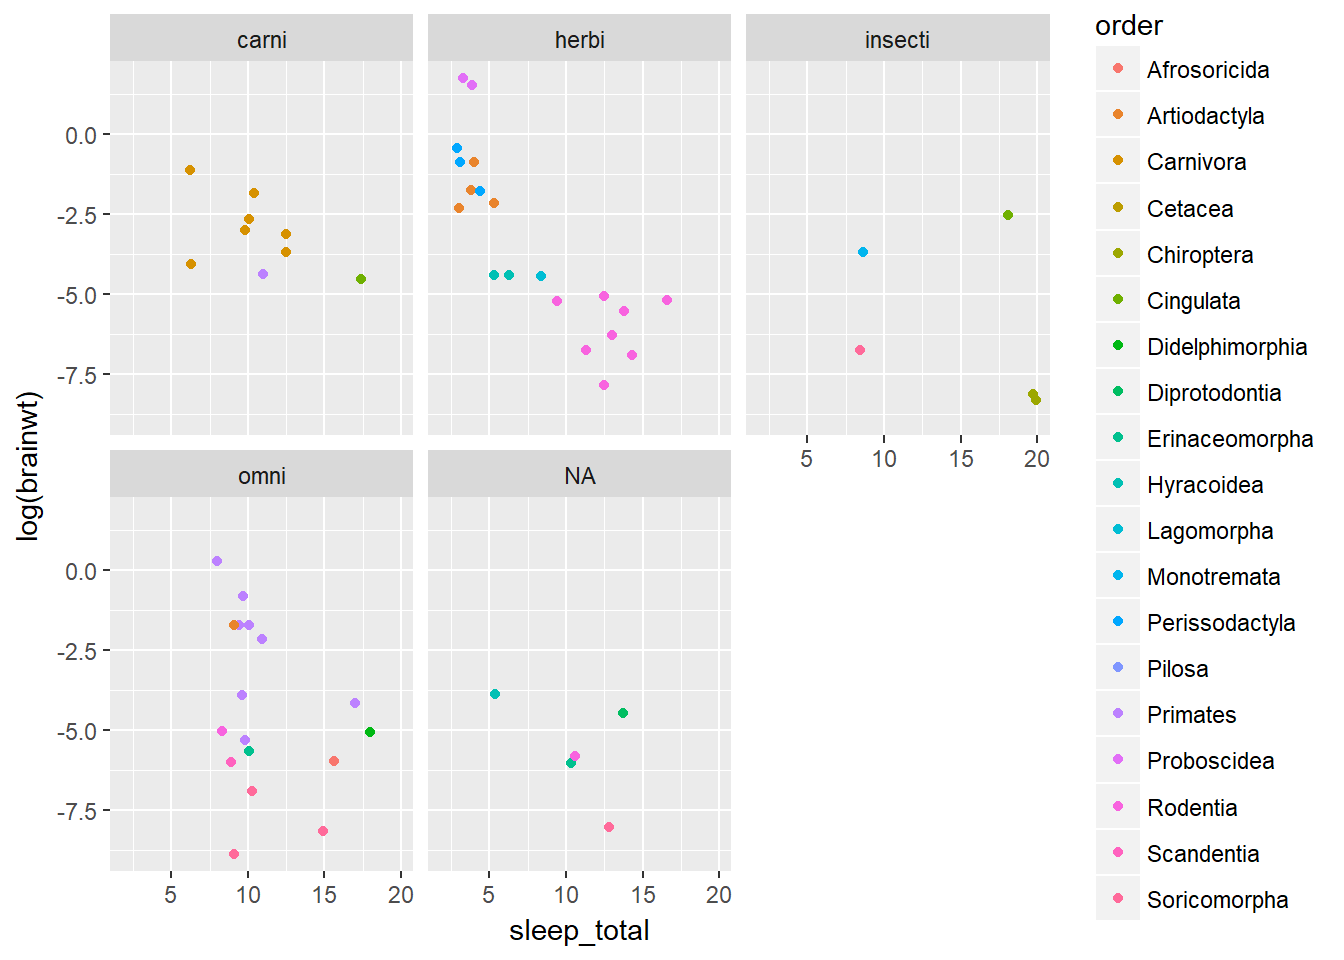 carni
herbi
insecti
0.0
-2.5
-5.0
-7.5
5 10 15 20
omni
NA
0.0
-2.5
-5.0
-7.5
5 10 15 20
5 10 15 20
sleep_total
log(brainwt)
order
Afrosoricida
Artiodactyla
Carnivora
Cetacea
Chiroptera
Cingulata
Didelphimorphia
Diprotodontia
Erinaceomorpha
Hyracoidea
Lagomorpha
Monotremata
Perissodactyla
Pilosa
Primates
Proboscidea
Rodentia
Scandentia
Soricomorpha